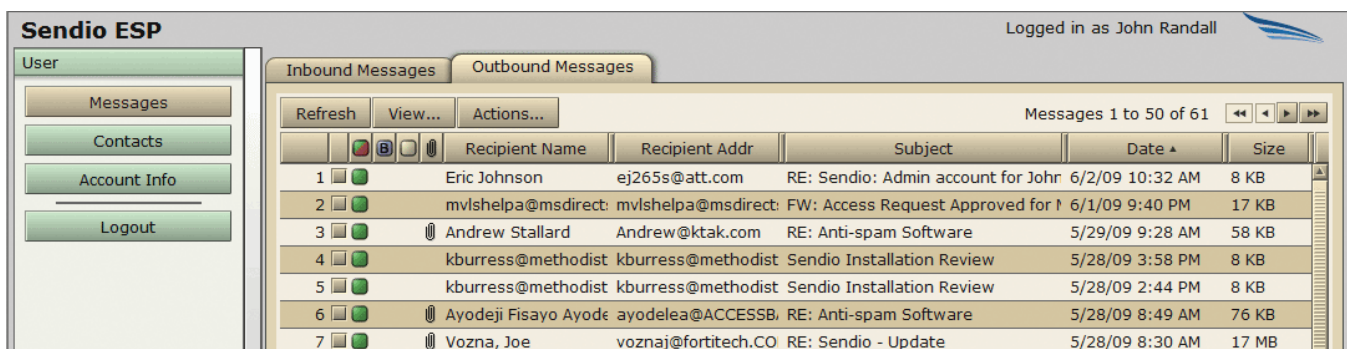 Sendio ESP
Logged in as John Randall
User
Messages
Contacts
Account Info
Logout
Inbound Messages Outbound Messages
Refresh View... Actions... Messages 1 to 50 of 61
B Recipient Name Recipient Addr Subject Date Size
1 Eric Johnson ej265s@att.com RE: Sendio: Admin account for John 6/2/09 10:32 AM 8 KB
2 mvlshelpa@msdirect mvlshelpa@msdirect FW: Access Request Approved for 6/1/09 9:40 PM 17 KB
3 Andrew Stallard Andrew@ktak.com RE: Anti-spam Software 5/29/09 9:28 AM 58 KB
4 kburress@methodist kburress@methodist Sendio Installation Review 5/28/09 3:58 PM 8 KB
5 kburress@methodist kburress@methodist Sendio Installation Review 5/28/09 2:44 PM 8 KB
6 Ayodeji Fisayo Ayode ayodelea@ACCESSB RE: Anti-spam Software 5/28/09 8:49 AM 76 KB
7 Vozna, Joe voznaj@fortitech.CO RE: Sendio - Update 5/28/09 8:30 AM 17 MB